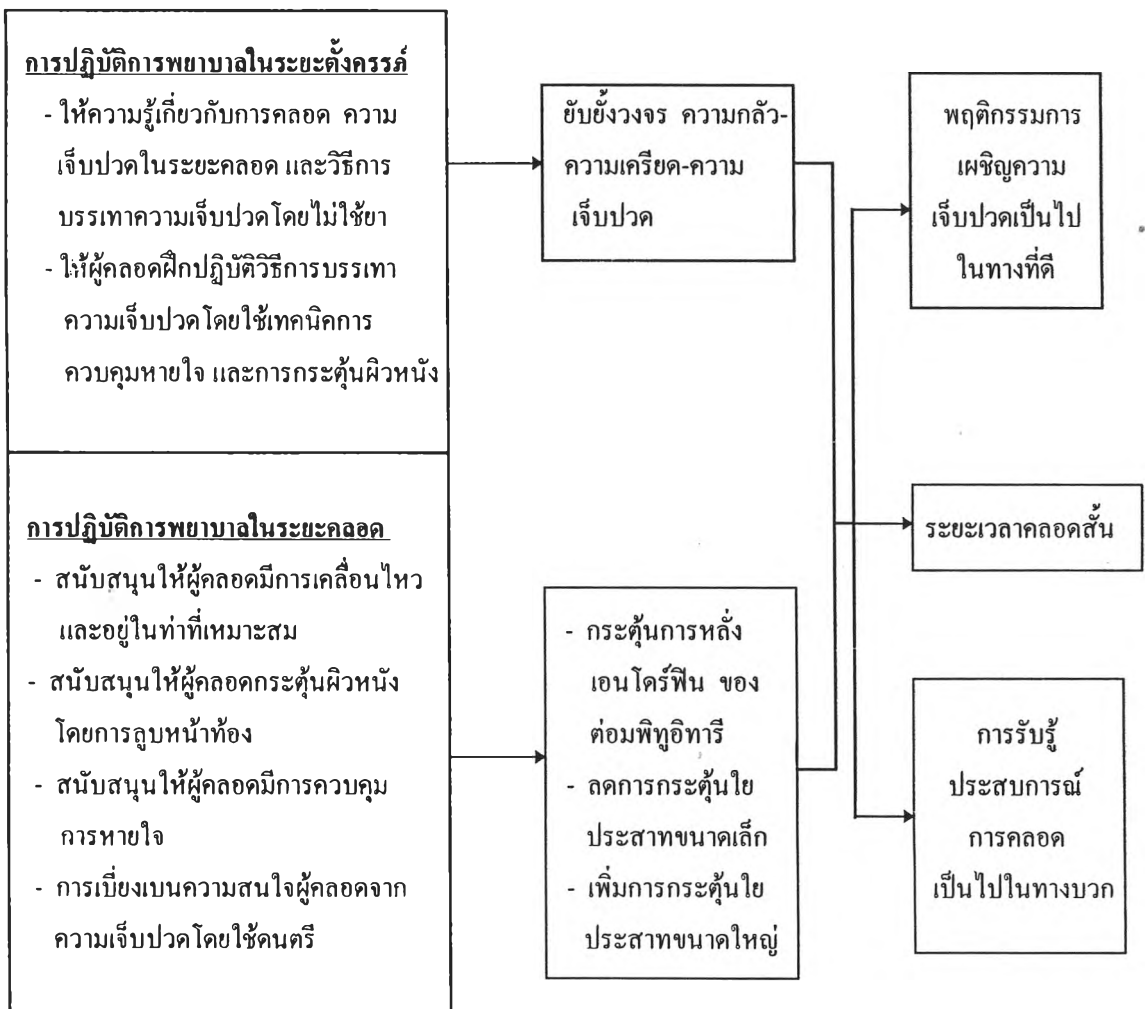 การปฏิบัติการพยาบาลในระยะตั้งครรภ์
- ให้ความรู้เกี่ยวกับการคลอด ความ
เจ็บปวดในระยะคลอด และวิธีการ
บรรเทาความเจ็บปวดโดยไม่ใช้ยา
- ให้ผู้คลอดฝึกปฏิบัติวิธีการบรรเทา
ความเจ็บปวดโดยใช้เทคนิคการ
ควบคุมหายใจ และการกระตุ้นผิวหนัง
การปฏิบัติการพยาบาลในระยะคลอด
- สนับสนุนให้ผู้คลอดมีการเคลื่อนไหว
และอยู่ในท่าที่เหมาะสม
- สนับสนุนให้ผู้คลอดกระตุ้นผิวหนัง
โดยการลูบหน้าท้อง
- สนับสนุนให้ผู้คลอดมีการควบคุม
การหายใจ
- การเบี่ยงเบนความสนใจผู้คลอดจาก
ความเจ็บปวดโดยใช้ดนตรี
ยับยั้งวงจร ความกลัว-
ความเครียด-ความ
เจ็บปวด
- กระตุ้นการหลั่ง
เอนโดร์ฟิน ของ
ต่อมพิทูอิทารี
- ลดการกระตุ้นใย
ประสาทขนาดเล็ก
- เพิ่มการกระตุ้นใย
ประสาทขนาดใหญ่
พฤติกรรมการ
เผชิญความ
เจ็บปวดเป็นไป
ในทางที่ดี
ระยะเวลาคลอดสั้น
การรับรู้
ประสบการณ์
การคลอด
เป็นไปในทางบวก